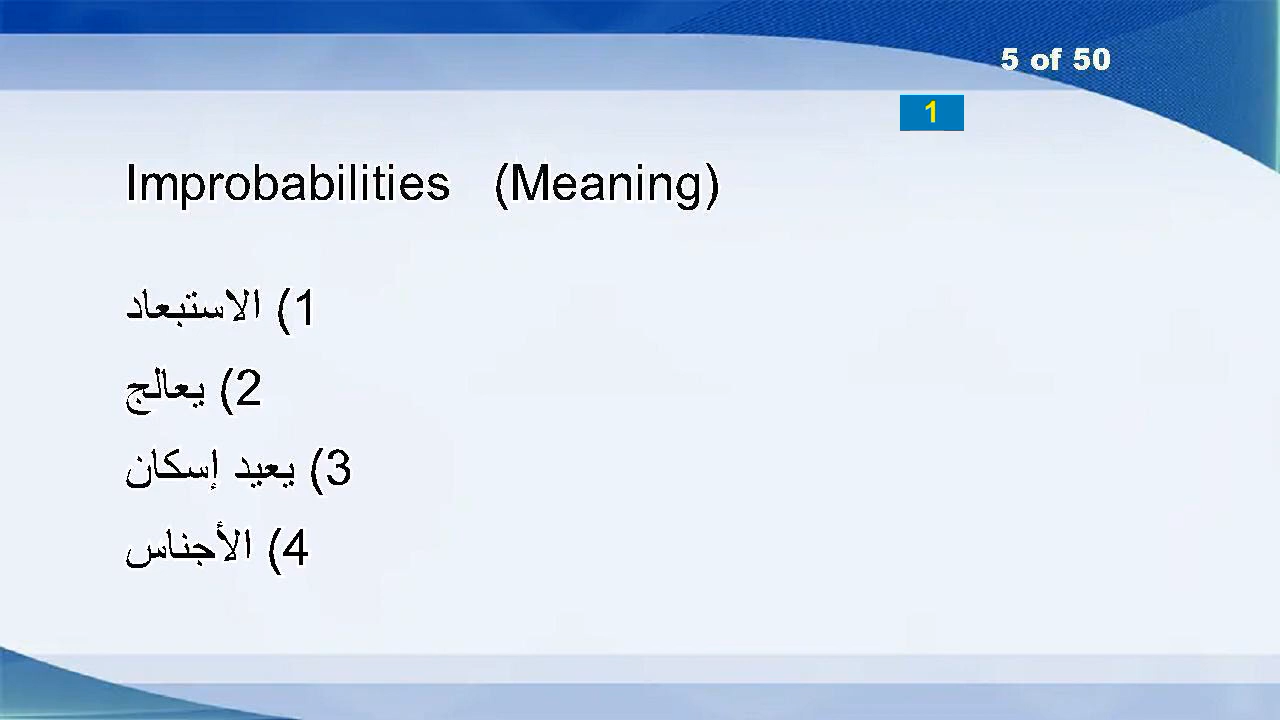 5 of 50
1
Improbabilities (Meaning)
1) الاستبعاد
2) يعالج
3) يعيد إسكان
4) الأجناس